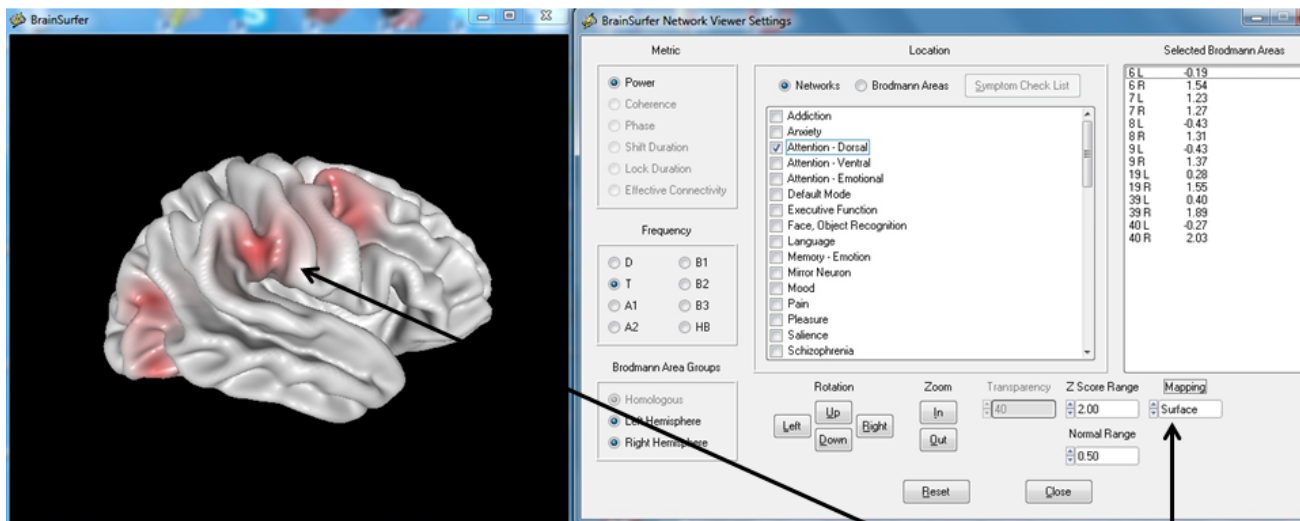 BrainSurfer
BrainSurfer Network Viewer Settings
Metric
Power
Coherence
Phase
Shift Duration
Lock Duration
Effective Connectivity
Frequency
D B1
T B2
A1 B3
A2 HB
Brodmann Area Groups
Homologous
Left Hemisphere
Right Hemisphere
Location
Networks Brodmann Areas Symptom Check List
Addiction
Anxiety
Attention - Dorsal
Attention - Ventral
Attention - Emotional
Default Mode
Executive Function
Face, Object Recognition
Language
Memory - Emotion
Mirror Neuron
Mood
Pain
Pleasure
Salience
Schizophrenia
Selected Brodmann Areas
6 L -0.19
6 R 1.54
7 L 1.23
7 R 1.27
8 L -0.43
8 R 1.31
9 L -0.43
9 R 1.37
19 L 0.28
19 R 1.55
39 L 0.40
39 R 1.89
40 L -0.27
40 R 2.03
Rotation
Left Up Down Right
Zoom
In
Out
Transparency
40
Z Score Range
2.00
Normal Range
0.50
Mapping
Surface
Reset Close